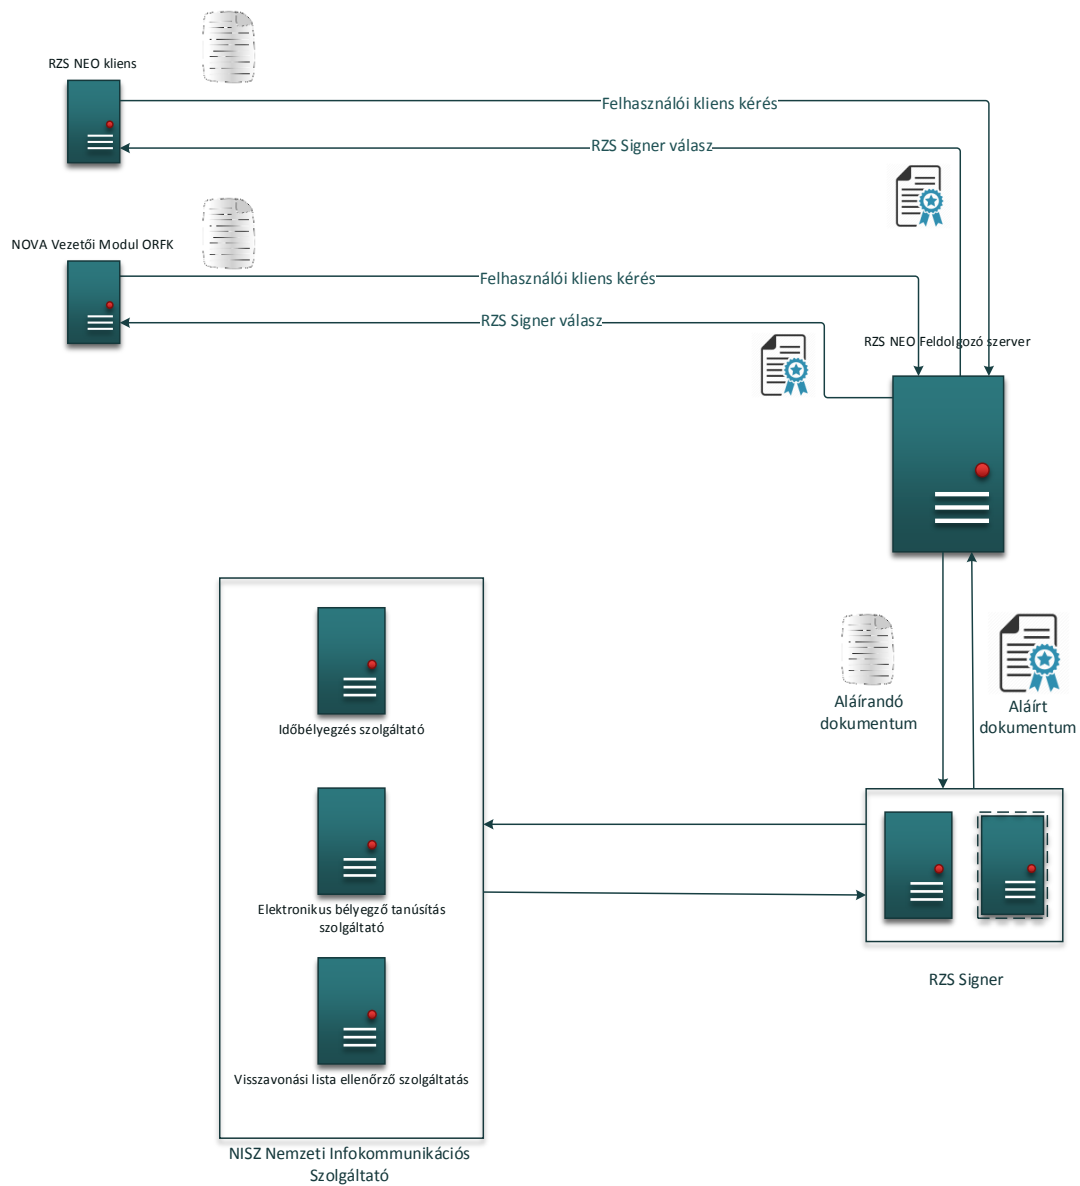 RZS NEO kliens
Felhasználói kliens kérés
RZS Signer válasz
NOVA Vezetői Modul ORFK
Felhasználói kliens kérés
RZS Signer válasz
RZS NEO Feldolgozó szerver
Aláírandó
dokumentum
Aláírt
dokumentum
Időbélyegzés szolgáltató
Elektronikus bélyegző tanúsítás
szolgáltató
Visszavonási lista ellenőrző szolgáltatás
RZS Signer
NISZ Nemzeti Infokommunikációs
Szolgáltató